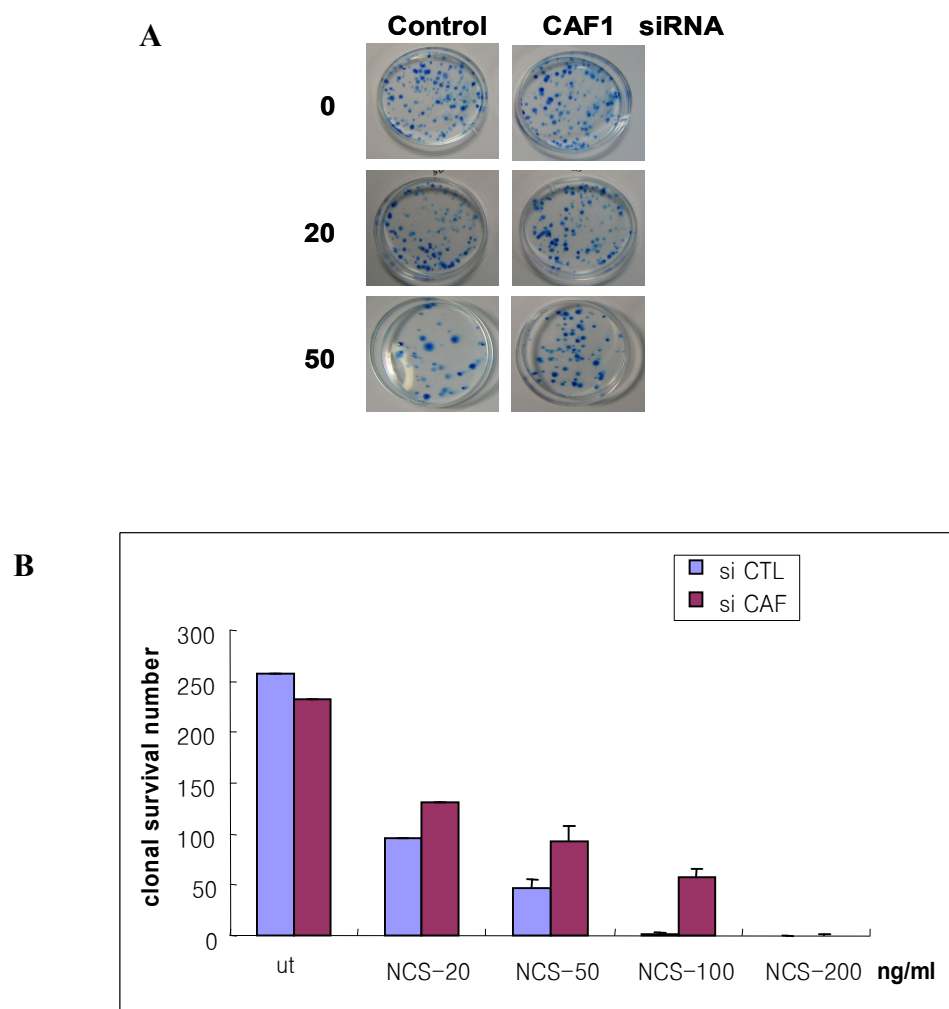 A
Control CAF1 siRNA
0
20
50
B
si CTL
si CAF
clonal survival number
300
250
200
150
100
50
0
ut NCS-20 NCS-50 NCS-100 NCS-200 ng/ml